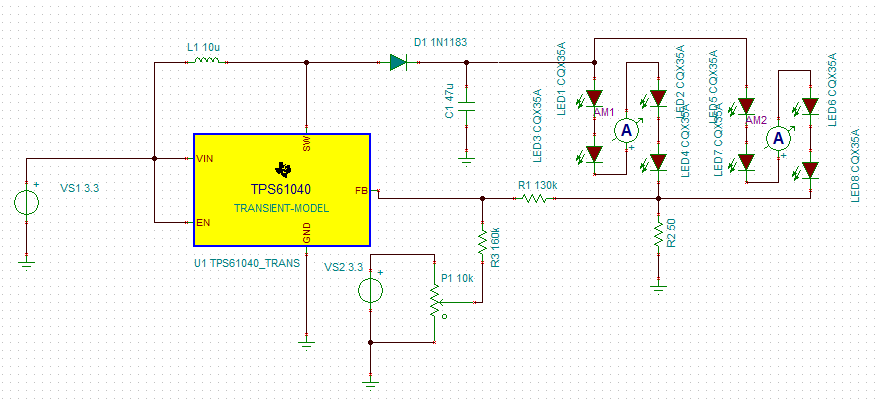 L1 10u
D1 1N1183
C1 47u
LED1 CQX35A
LED3 CQX35A
AM1
A
+
LED2 CQX35A
LED4 CQX35A
LED5 CQX35A
LED7 CQX35A
AM2
A
+
LED6 CQX35A
LED8 CQX35A
SW
VIN
TPS61040
FB
TRANSIENT-MODEL
EN
GND
U1 TPS61040_TRANS
+
VS1 3.3
R1 130k
R2 50
R3 160k
VS2 3.3
+
P1 10k